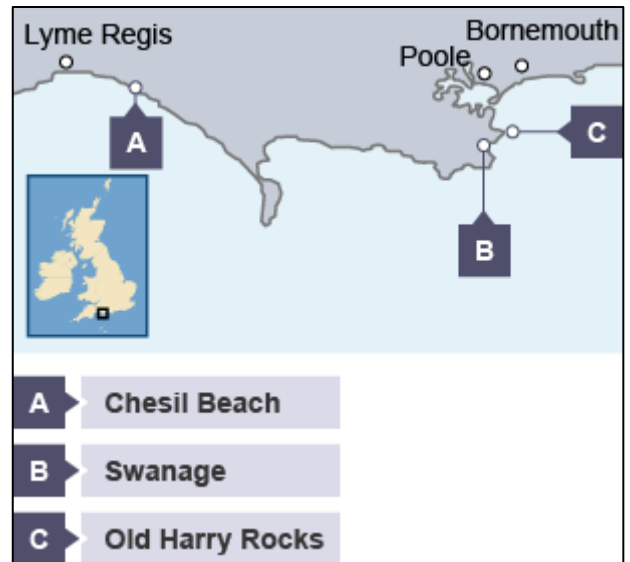 Lyme Regis
Bornemouth
Poole
A
C
B
A Chesil Beach
B Swanage
C Old Harry Rocks